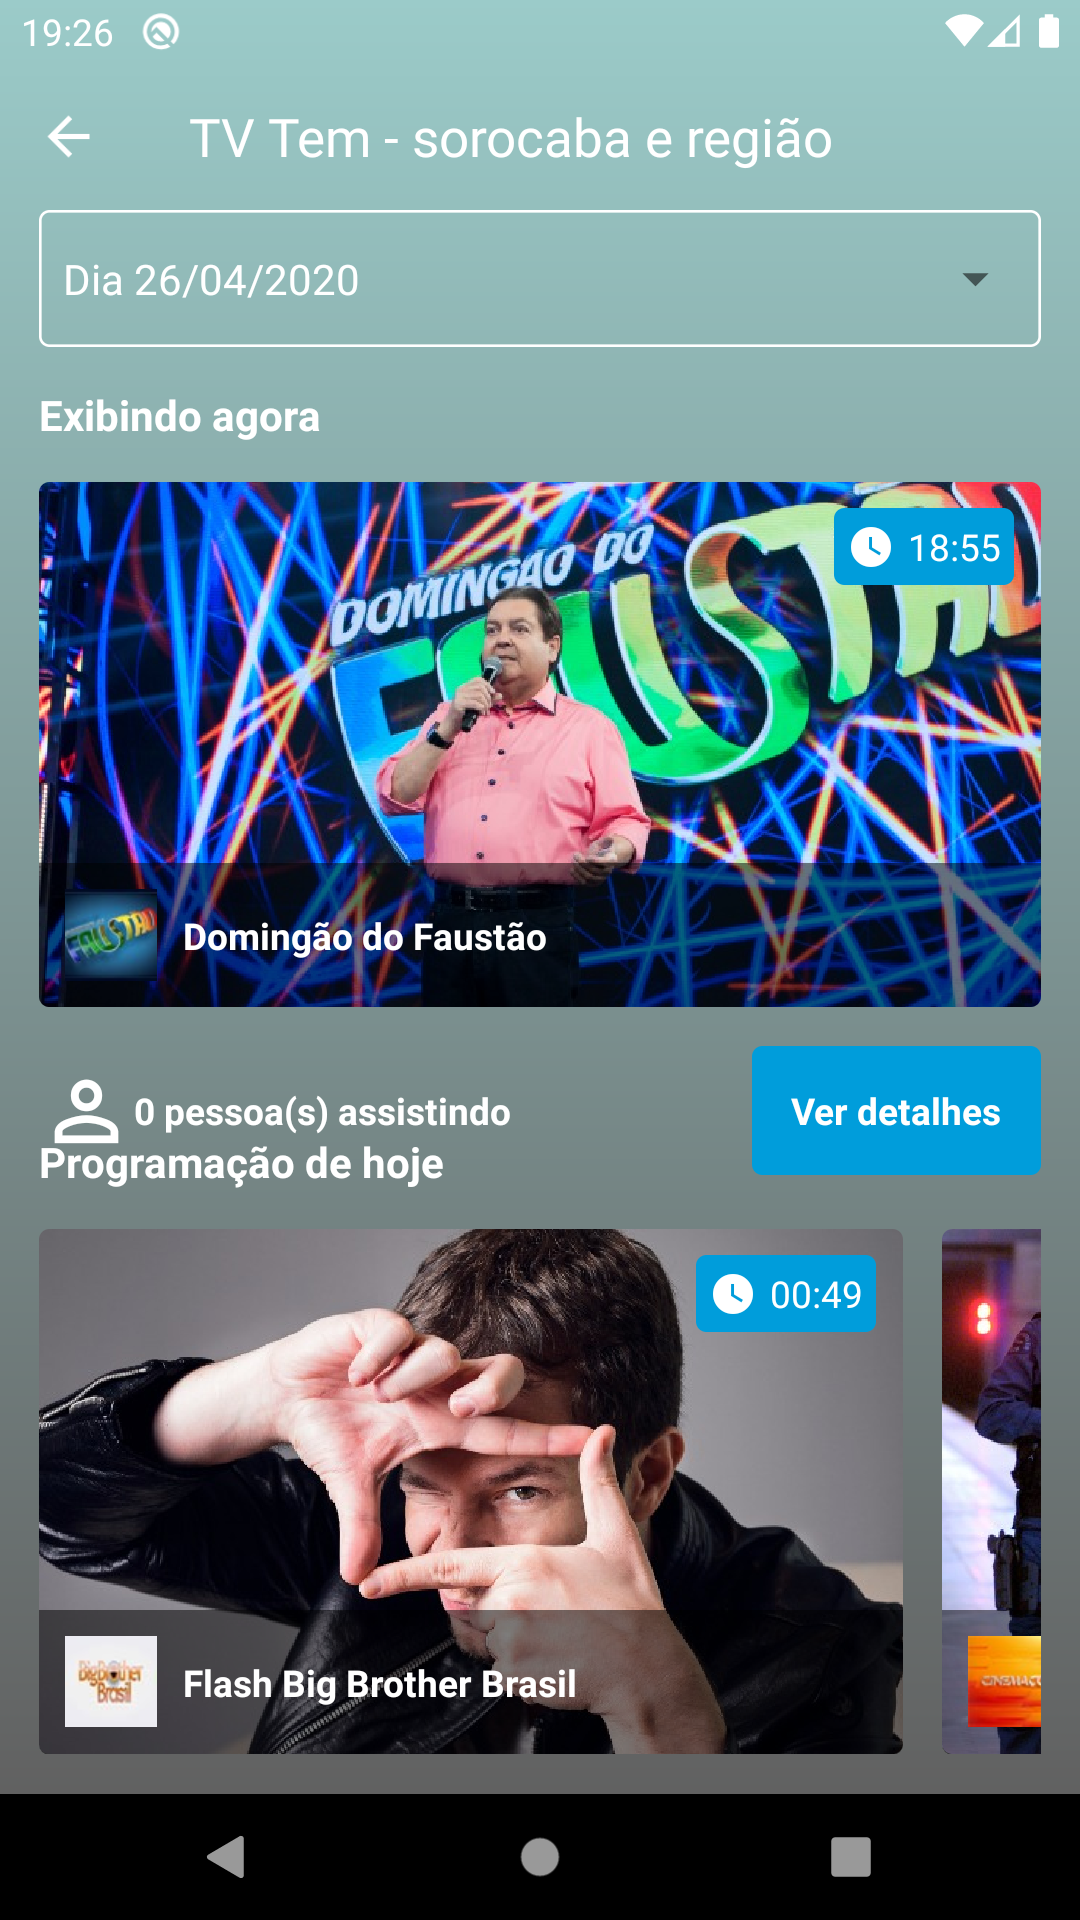 19:26
TV Tem - sorocaba e região
Dia 26/04/2020
Exibindo agora
18:55
DOMINGÃO DO
FAUSTÃO
FAUSTÃO
Domingão do Faustão
0 pessoa(s) assistindo
Ver detalhes
Programação de hoje
00:49
Big Brother
Brasil
Flash Big Brother Brasil